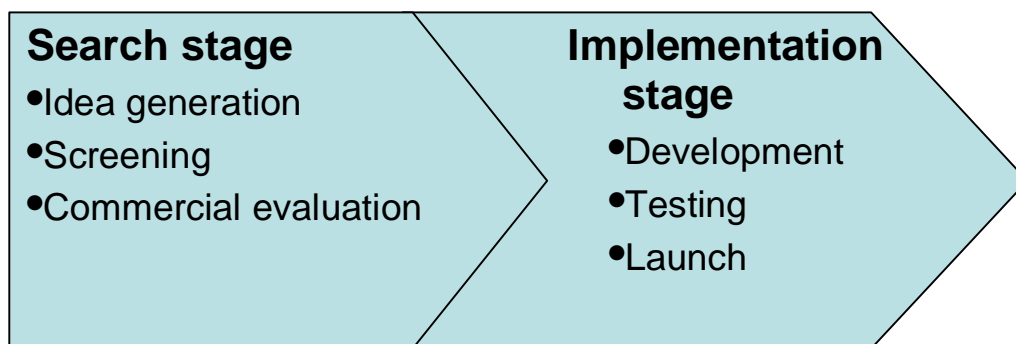 Search stage
•Idea generation
•Screening
•Commercial evaluation
Implementation
stage
•Development
•Testing
•Launch